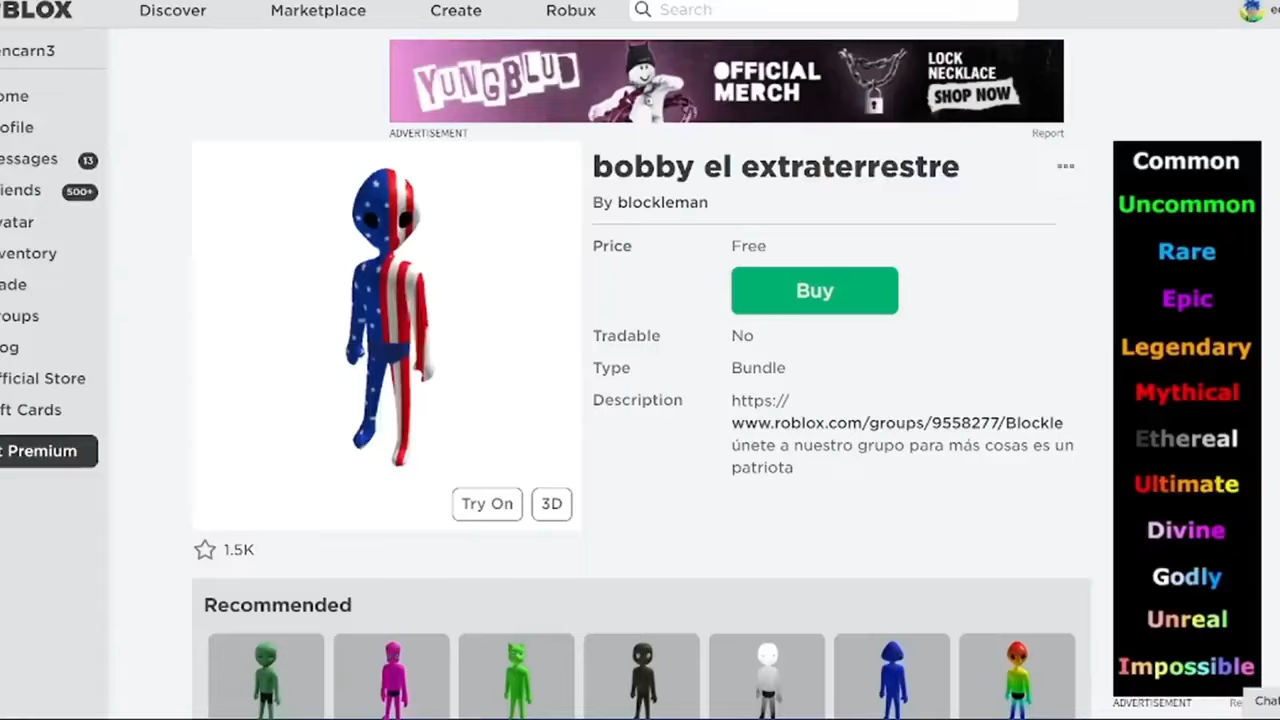 BLOX
Discover
Marketplace
Create
Robux
Search
encarn3
ome
ofile
essages 13
iends 500+
vatar
ventory
ade
oups
og
fficial Store
ft Cards
t Premium
YUNGBLUD
OFFICIAL
MERCH
LOCK
NECKLACE
SHOP NOW
ADVERTISEMENT
Report
bobby el extraterrestre
By blockleman
Price Free
Buy
Tradable No
Type Bundle
Description https://
www.roblox.com/groups/9558277/Blockle
únete a nuestro grupo para más cosas es un
patriota
Try On
3D
1.5K
Recommended
Common
Uncommon
Rare
Epic
Legendary
Mythical
Ethereal
Ultimate
Divine
Godly
Unreal
Impossible
ADVERTISEMENT
Re
Chat